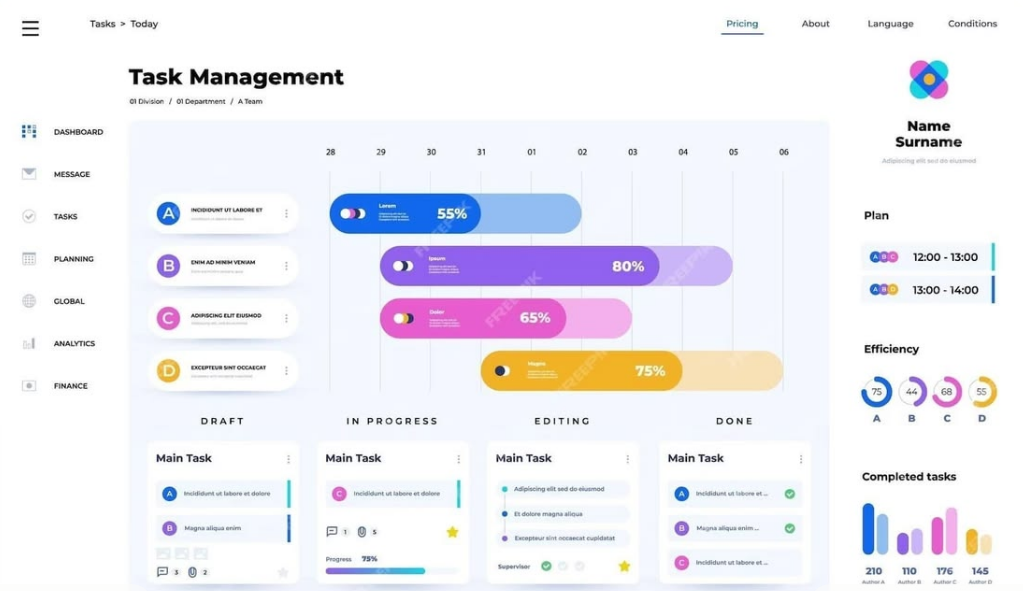 Tasks > Today
Pricing
About
Language
Conditions
Task Management
01 Division / 01 Department / A Team
DASHBOARD
MESSAGE
TASKS
PLANNING
GLOBAL
ANALYTICS
FINANCE
28 29 30 31 01 02 03 04 05 06
A INCIDIDUNT UT LABORE ET
Lorem
55%
B ENIM AD MINIM VENIAM
Ipsum
80%
C ADIPISCING ELIT EIUSMOD
Dolor
65%
D EXCEPTEUR SINT OCCAECAT
Magna
75%
FREEPIK
DRAFT
Main Task
A Incididunt ut labore et dolore
B Magna aliqua enim
3 2
IN PROGRESS
Main Task
C Incididunt ut labore et dolore
1 5
Progress 75%
EDITING
Main Task
Adipiscing elit sed do eiusmod
Et dolore magna aliqua
Excepteur sint occaecat cupidatat
Supervisor
DONE
Main Task
A Incididunt ut labore et ...
B Magna aliqua enim ...
C Incididunt ut labore et ...
Name
Surname
Adipiscing elit sed do eiusmod
Plan
A B C 12:00 - 13:00
A B D 13:00 - 14:00
Efficiency
75 44 68 55
A B C D
Completed tasks
210 110 176 145
Author A Author B Author C Author D